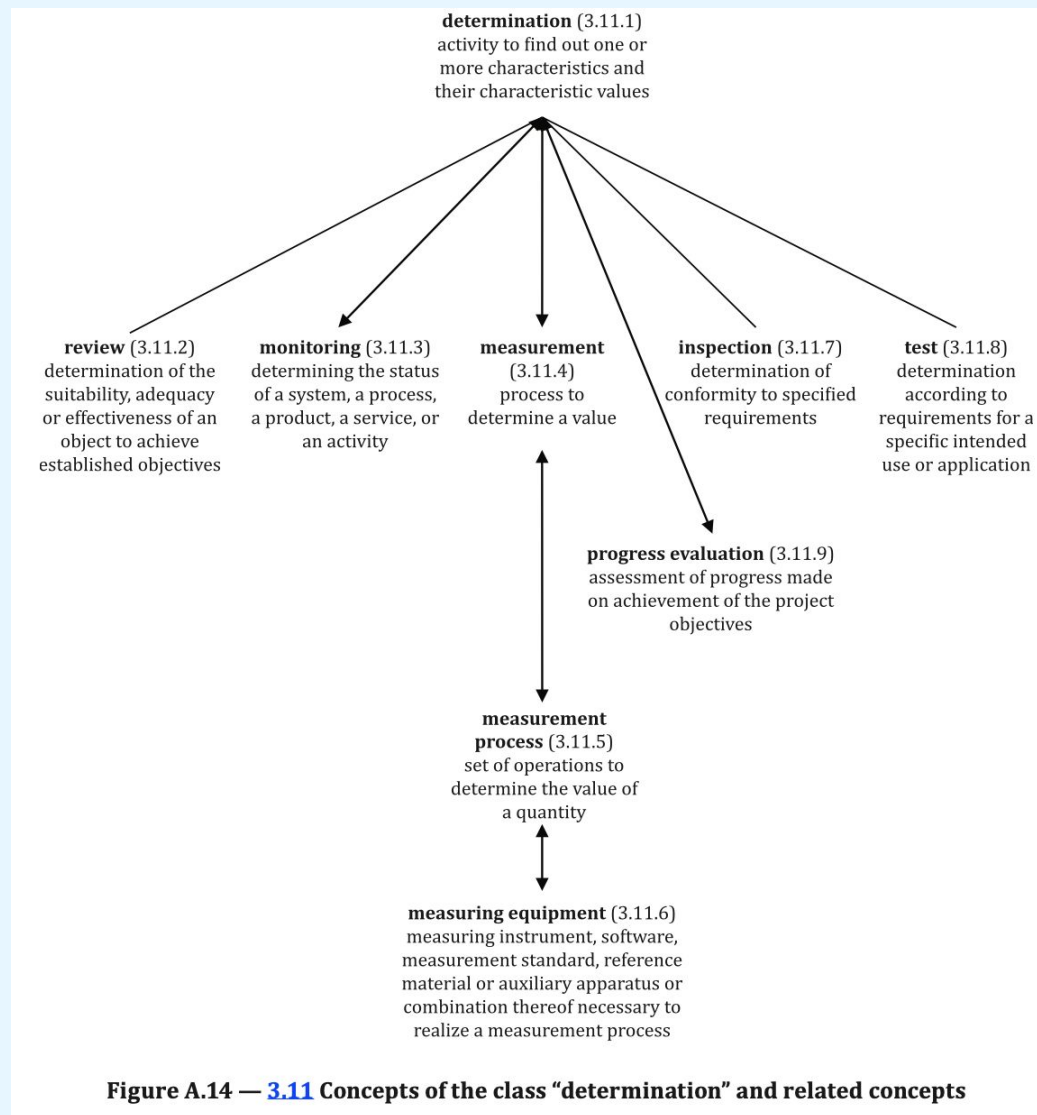 determination (3.11.1)
activity to find out one or
more characteristics and
their characteristic values
review (3.11.2)
determination of the
suitability, adequacy
or effectiveness of an
object to achieve
established objectives
monitoring (3.11.3)
determining the status
of a system, a process,
a product, a service, or
an activity
measurement
(3.11.4)
process to
determine a value
inspection (3.11.7)
determination of
conformity to specified
requirements
test (3.11.8)
determination
according to
requirements for a
specific intended
use or application
progress evaluation (3.11.9)
assessment of progress made
on achievement of the project
objectives
measurement
process (3.11.5)
set of operations to
determine the value of
a quantity
measuring equipment (3.11.6)
measuring instrument, software,
measurement standard, reference
material or auxiliary apparatus or
combination thereof necessary to
realize a measurement process
Figure A.14 — 3.11 Concepts of the class “determination” and related concepts